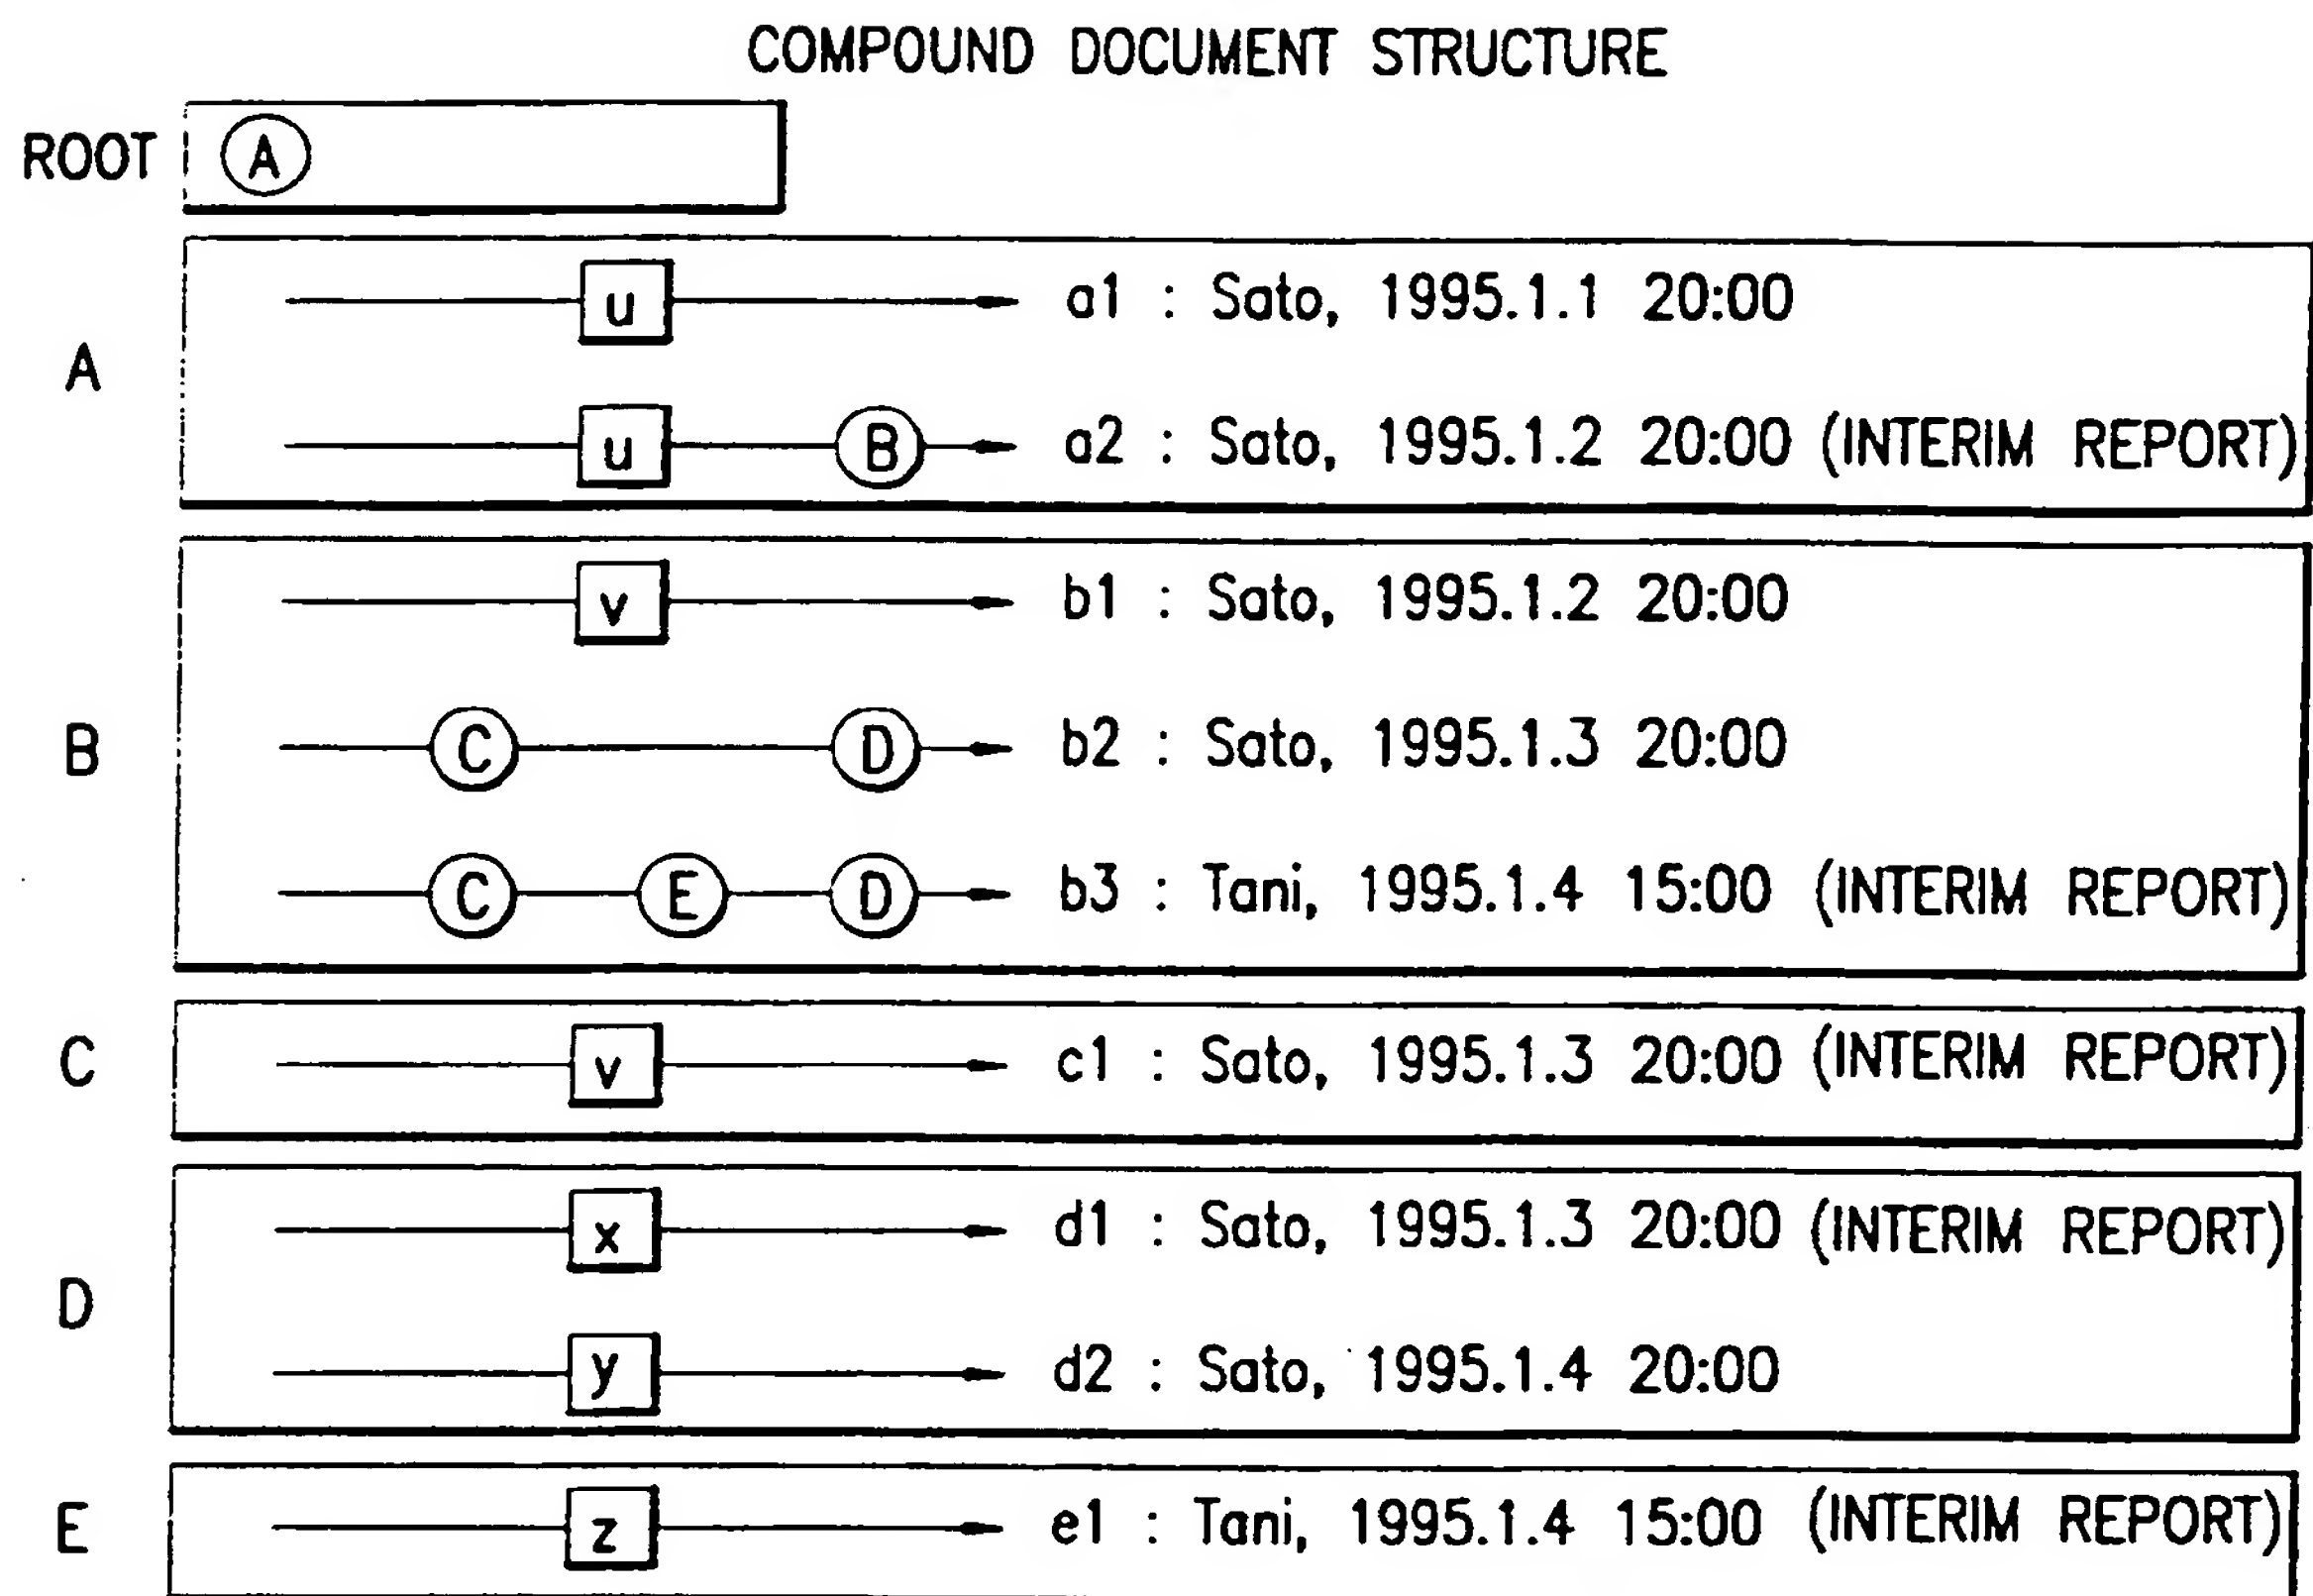 COMPOUND DOCUMENT STRUCTURE
ROOT A
A
u a1 : Sato, 1995.1.1 20:00
u B a2 : Sato, 1995.1.2 20:00 (INTERIM REPORT)
B
v b1 : Sato, 1995.1.2 20:00
C D b2 : Sato, 1995.1.3 20:00
C E D b3 : Tani, 1995.1.4 15:00 (INTERIM REPORT)
C
v c1 : Sato, 1995.1.3 20:00 (INTERIM REPORT)
D
x d1 : Sato, 1995.1.3 20:00 (INTERIM REPORT)
y d2 : Sato, 1995.1.4 20:00
E
z e1 : Tani, 1995.1.4 15:00 (INTERIM REPORT)